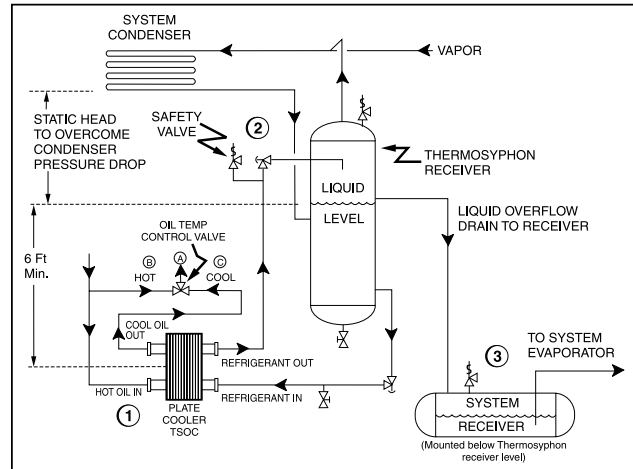 SYSTEM
CONDENSER
VAPOR
STATIC HEAD
TO OVERCOME
CONDENSER
PRESSURE DROP
SAFETY
VALVE
2
THERMOSYPHON
RECEIVER
LIQUID
LEVEL
LIQUID OVERFLOW
DRAIN TO RECEIVER
6 Ft
Min.
OIL TEMP
CONTROL VALVE
B
A
C
HOT
COOL
COOL OIL
OUT
REFRIGERANT OUT
HOT OIL IN
REFRIGERANT IN
1
PLATE
COOLER
TSOC
3
TO SYSTEM
EVAPORATOR
SYSTEM
RECEIVER
(Mounted below Thermosyphon
receiver level)